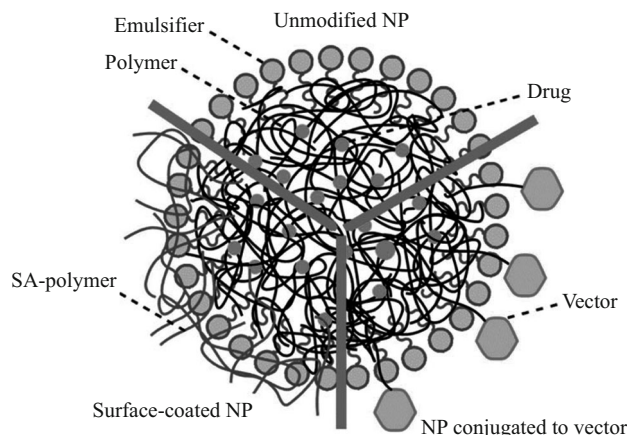 Unmodified NP
Emulsifier
Polymer
Drug
SA-polymer
Vector
Surface-coated NP
NP conjugated to vector